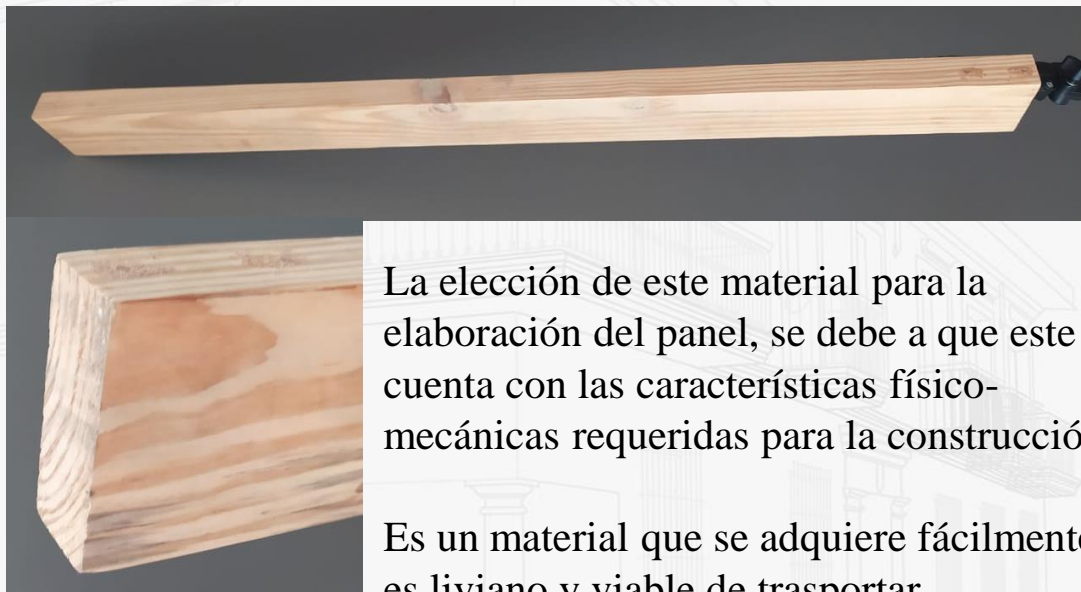 La elección de este material para la
elaboración del panel, se debe a que este
cuenta con las características físico-
mecánicas requeridas para la construcció
Es un material que se adquiere fácilmente
es liviano y viable de trasportar